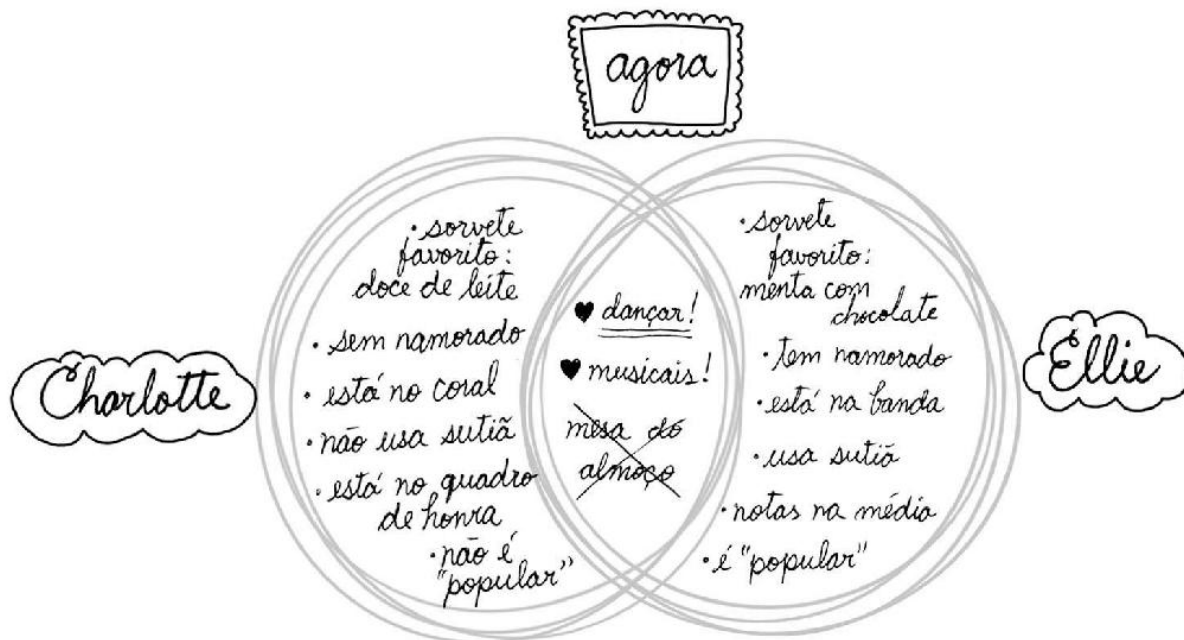 agora
Charlotte
• sorvete
favorito:
doce de leite
• sem namorado
• está no coral
• não usa sutiã
• está no quadro
de honra
• não é
"popular"
♥ dançar!
♥ musicais!
mesa do
almoço
• sorvete
favorito:
menta com
chocolate
• tem namorado
• está na banda
• usa sutiã
• notas na média
• é "popular"
Ellie